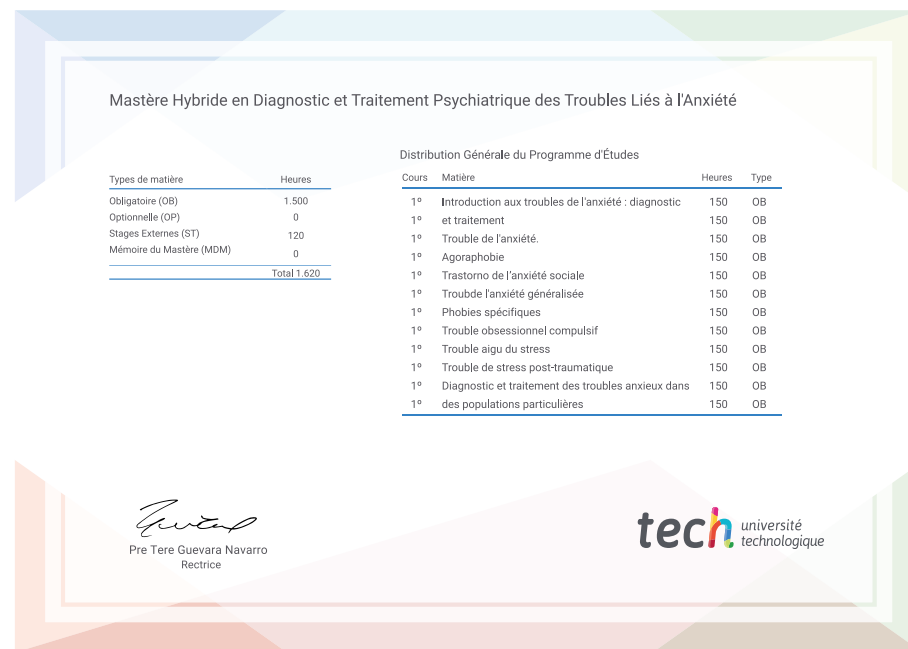 Mastère Hybride en Diagnostic et Traitement Psychiatrique des Troubles Liés à l'Anxiété
Types de matière Heures
Obligatoire (OB) 1.500
Optionnelle (OP) 0
Stages Externes (ST) 120
Mémoire du Mastère (MDM) 0
Total 1.620
Distribution Générale du Programme d'Études
Cours Matière Heures Type
1º Introduction aux troubles de l'anxiété : diagnostic 150 OB
1º et traitement 150 OB
1º Trouble de l'anxiété. 150 OB
1º Agoraphobie 150 OB
1º Trastorno de l'anxiété sociale 150 OB
1º Troubde l'anxiété généralisée 150 OB
1º Phobies spécifiques 150 OB
1º Trouble obsessionnel compulsif 150 OB
1º Trouble aigu du stress 150 OB
1º Trouble de stress post-traumatique 150 OB
1º Diagnostic et traitement des troubles anxieux dans 150 OB
1º des populations particulières 150 OB
Pre Tere Guevara Navarro
Rectrice
tech université
technologique